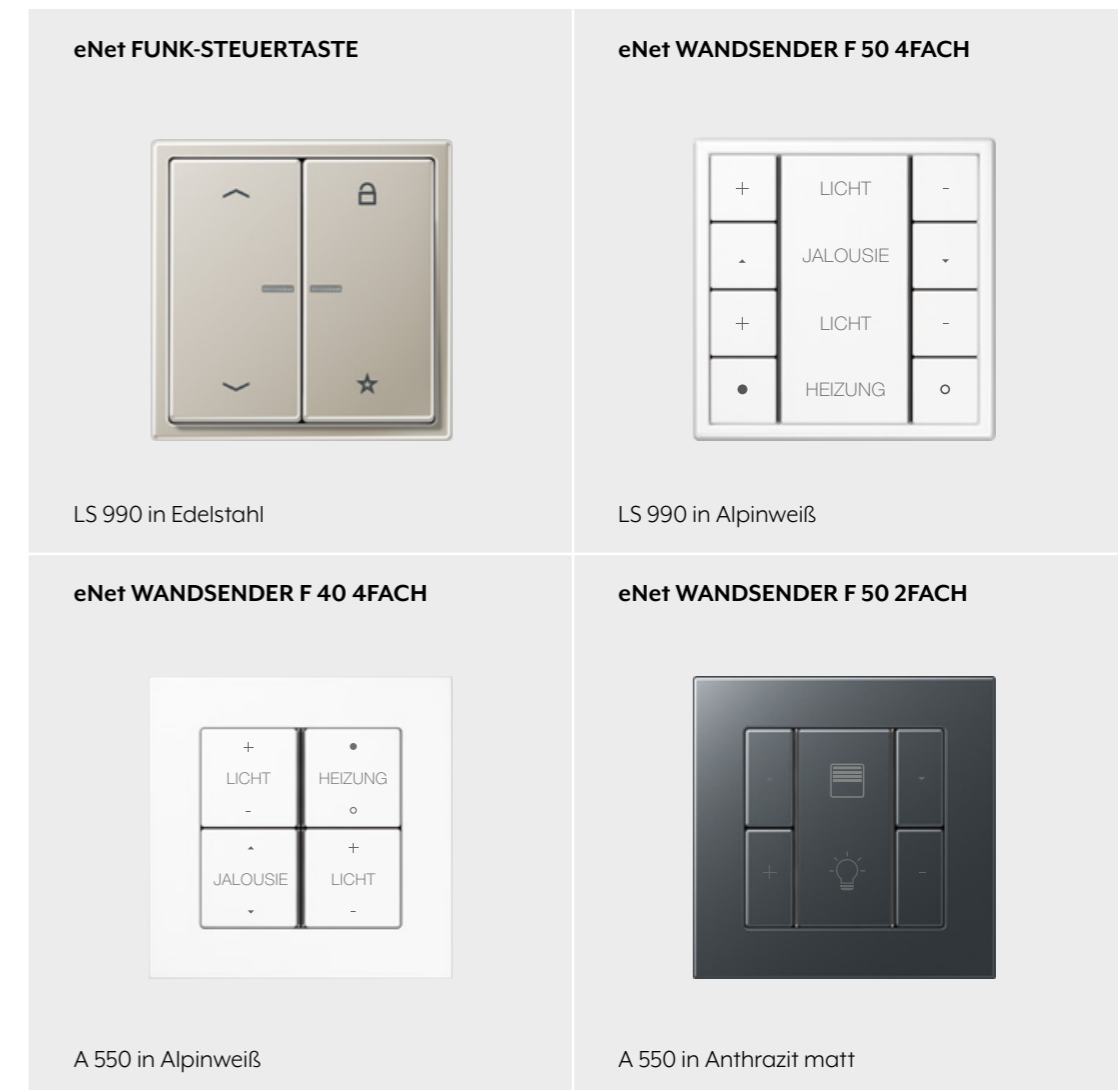 eNet FUNK-STEUERTASTE
LS 990 in Edelstahl
eNet WANDSENDER F 50 4FACH
+ LICHT -
JALOUSIE
+ LICHT -
HEIZUNG
LS 990 in Alpinweiß
eNet WANDSENDER F 40 4FACH
+ LICHT -
HEIZUNG
JALOUSIE
+ LICHT -
A 550 in Alpinweiß
eNet WANDSENDER F 50 2FACH
+ -
A 550 in Anthrazit matt